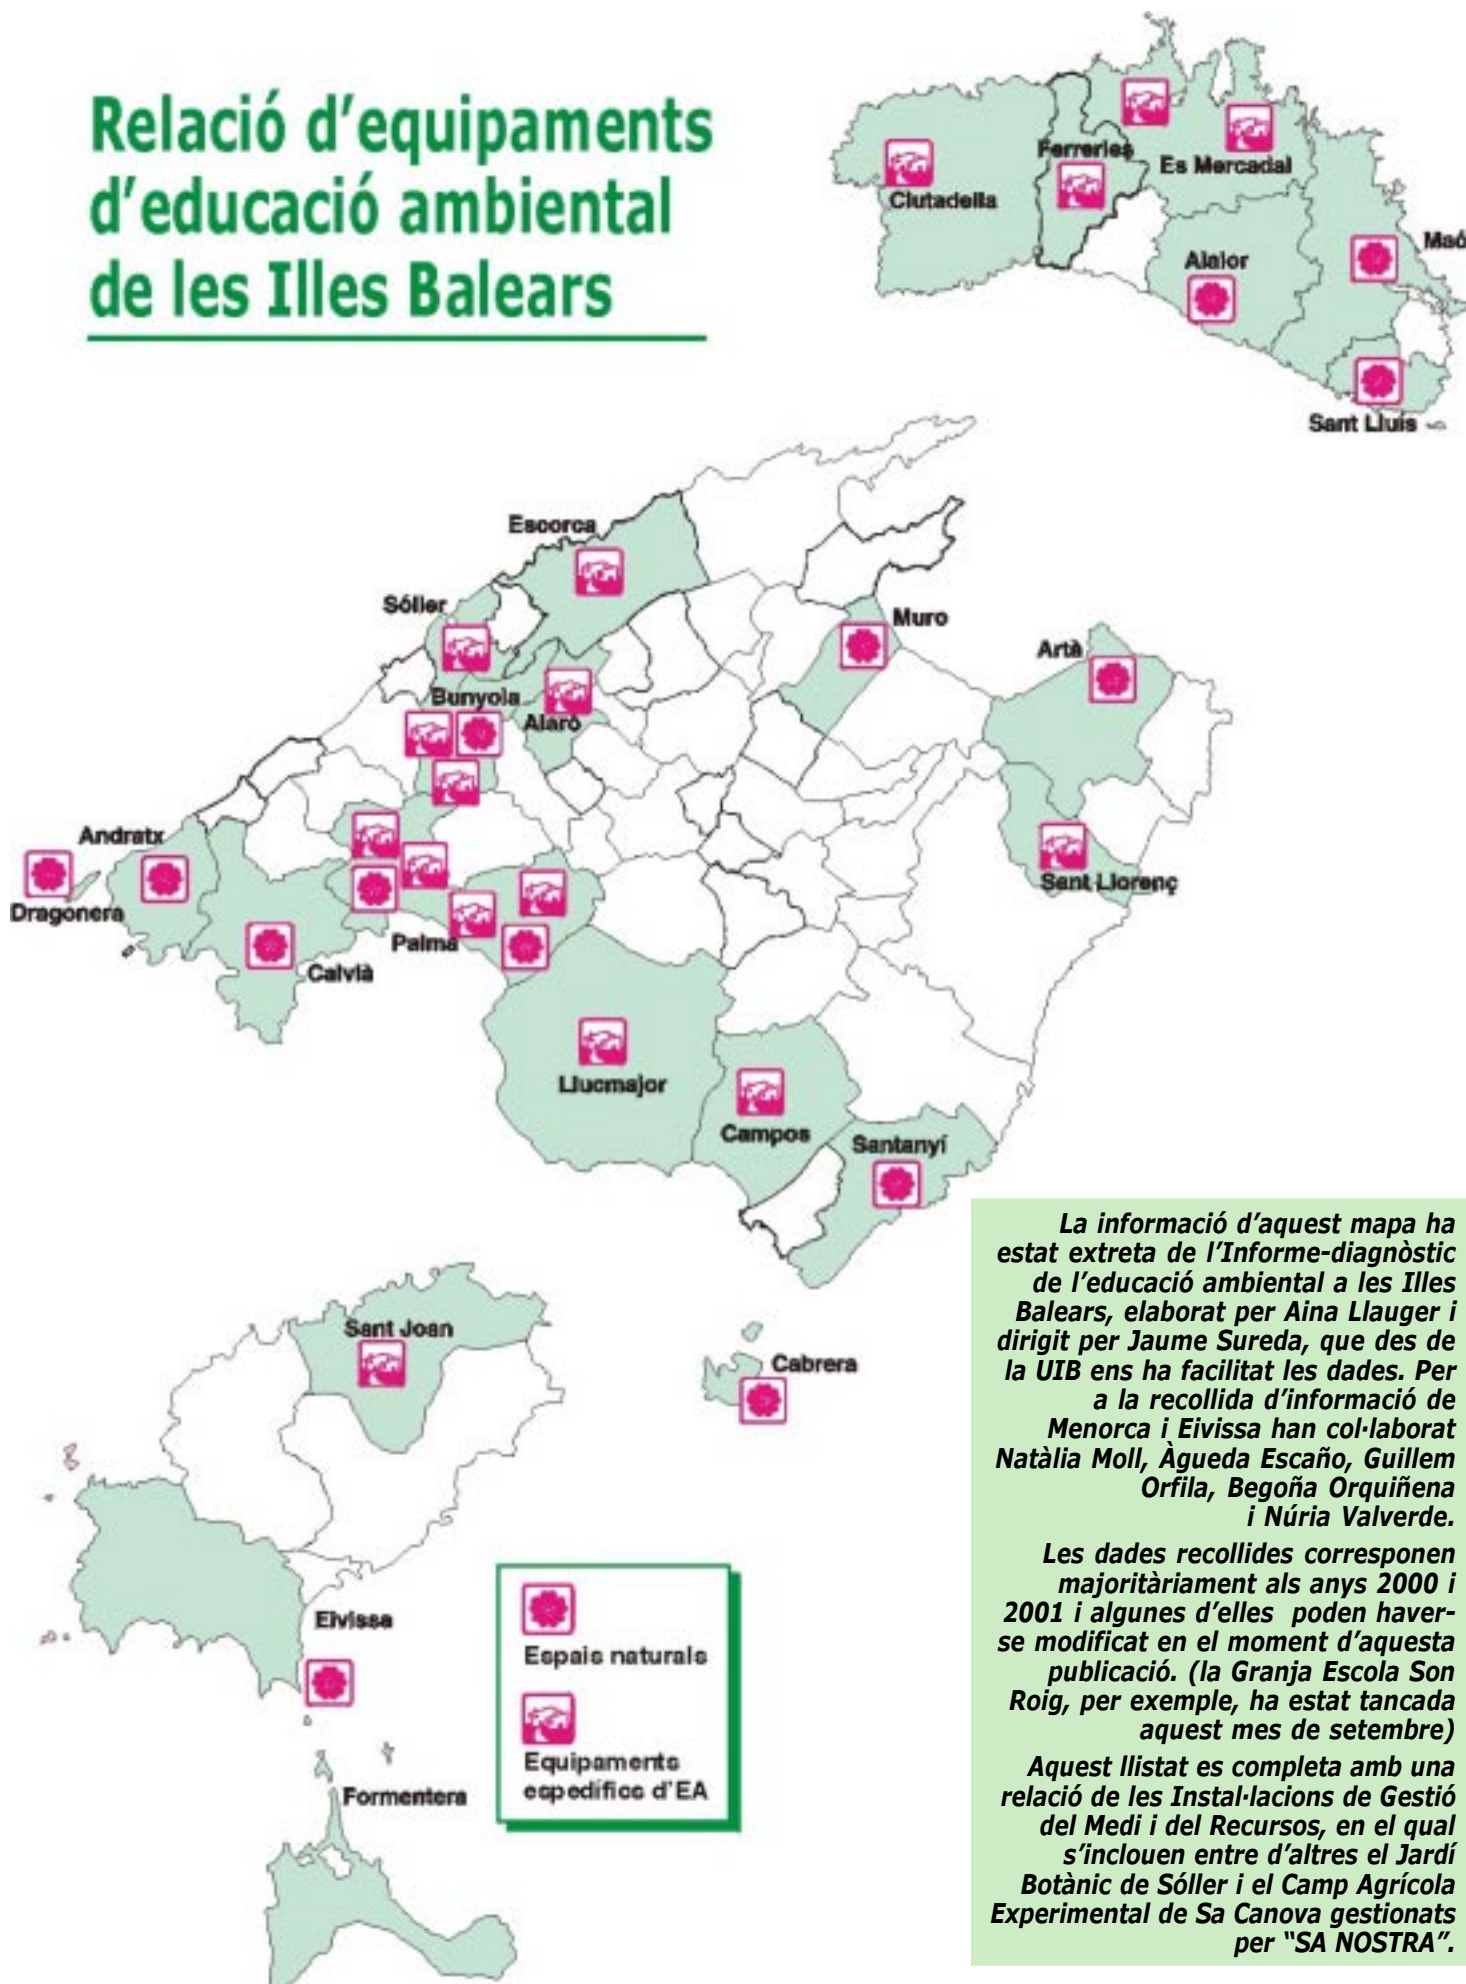 Relació d'equipaments
d'educació ambiental
de les Illes Balears
Ferreries
Es Mercadal
Ciutadella
Maó
Alaior
Sant Lluís
Escorca
Sóller
Muro
Artà
Bunyola
Alaró
Andratx
Dragonera
Sant Llorenç
Palma
Calvià
Llucmajor
Campos
Santanyí
Sant Joan
Cabrera
Eivissa
Formentera
Espais naturals
Equipaments
espedífics d'EA
La informació d'aquest mapa ha
estat extreta de l'Informe-diagnòstic
de l'educació ambiental a les Illes
Balears, elaborat per Aina Llauger i
dirigit per Jaume Sureda, que des de
la UIB ens ha facilitat les dades. Per
a la recollida d'informació de
Menorca i Eivissa han col·laborat
Natàlia Moll, Àgueda Escaño, Guillem
Orfila, Begoña Orquiñena
i Núria Valverde.
Les dades recollides corresponen
majoritàriament als anys 2000 i
2001 i algunes d'elles poden haver-
se modificat en el moment d'aquesta
publicació. (la Granja Escola Son
Roig, per exemple, ha estat tancada
aquest mes de setembre)
Aquest llistat es completa amb una
relació de les Instal·lacions de Gestió
del Medi i del Recursos, en el qual
s'inclouen entre d'altres el Jardí
Botànic de Sóller i el Camp Agrícola
Experimental de Sa Canova gestionats
per "SA NOSTRA".